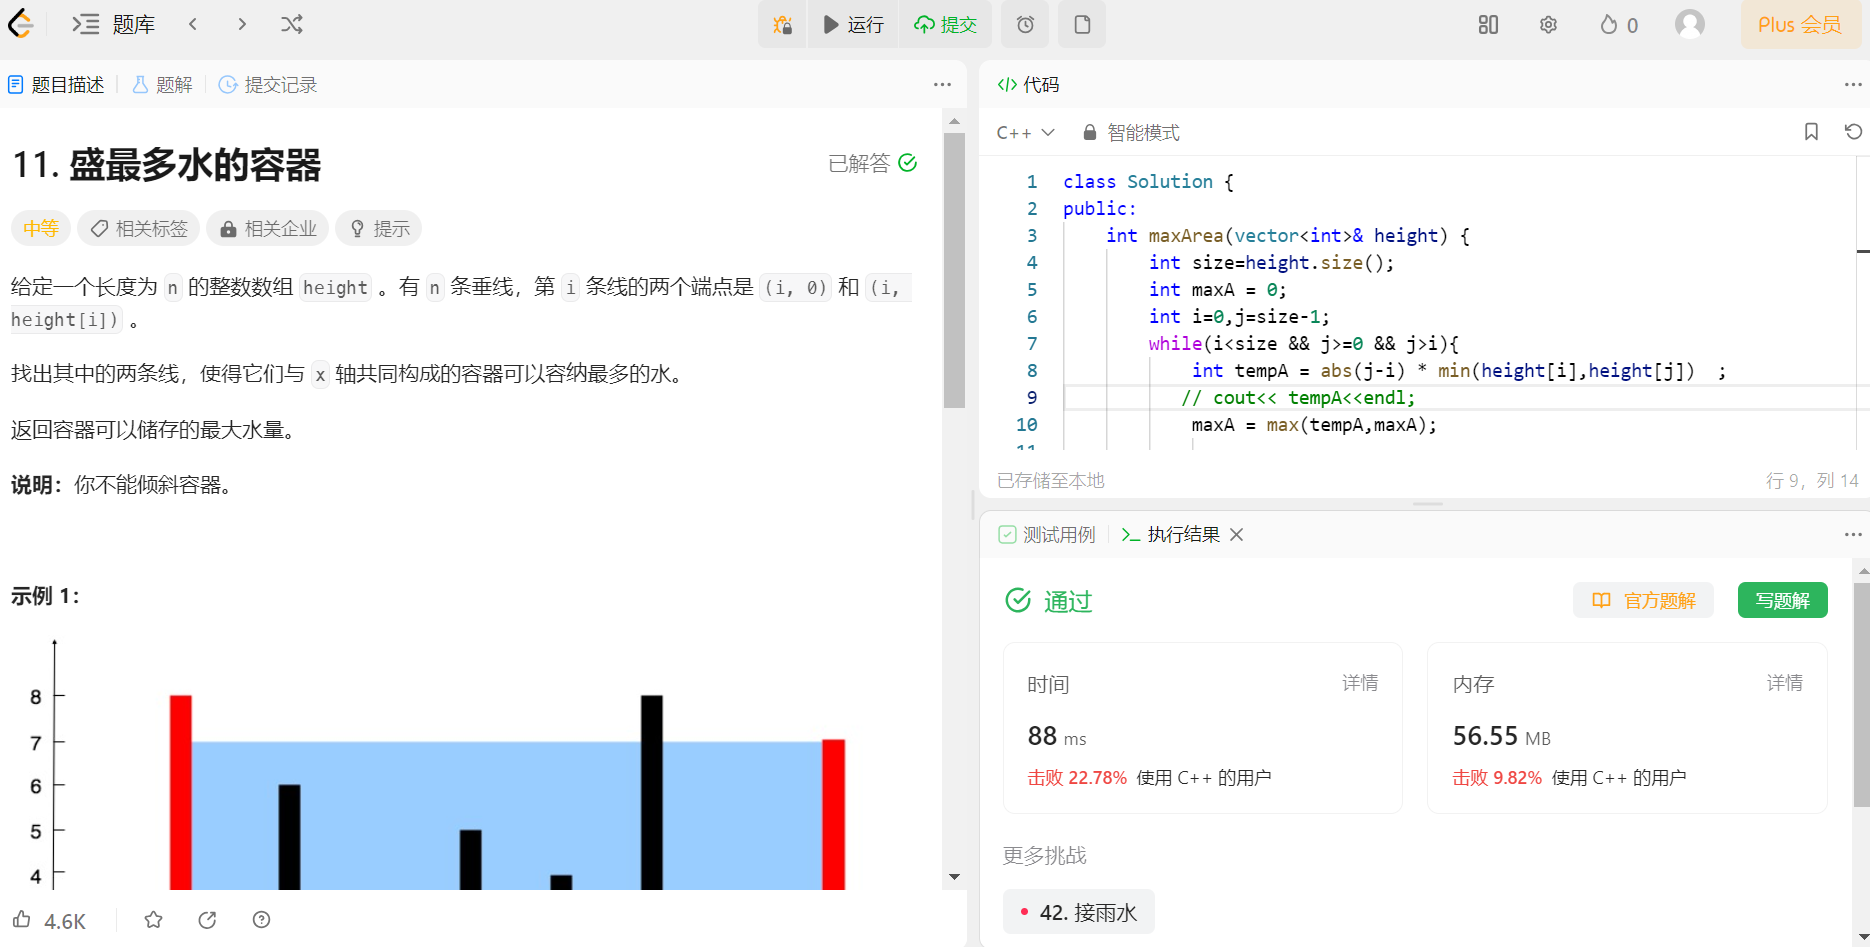 题库
运行
提交
0
Plus 会员
题目描述
题解
提交记录
11. 盛最多水的容器
已解答
中等
相关标签
相关企业
提示
给定一个长度为 n 的整数数组 height 。有 n 条垂线，第 i 条线的两个端点是 (i, 0) 和 (i,
height[i]) 。
找出其中的两条线，使得它们与 x 轴共同构成的容器可以容纳最多的水。
返回容器可以储存的最大水量。
说明：你不能倾斜容器。
示例 1：
8
7
6
5
4
4.6K
代码
C++
智能模式
1 class Solution {
2 public:
3 int maxArea(vector<int>& height) {
4 int size=height.size();
5 int maxA = 0;
6 int i=0,j=size-1;
7 while(i<size && j>=0 && j>i){
8 int tempA = abs(j-i) * min(height[i],height[j])  ;
9 // cout<< tempA<<endl;
10 maxA = max(tempA,maxA);
11
已存储至本地
行 9，列 14
测试用例
执行结果
通过
官方题解
写题解
时间
详情
88 ms
击败 22.78% 使用 C++ 的用户
内存
详情
56.55 MB
击败 9.82% 使用 C++ 的用户
更多挑战
42. 接雨水